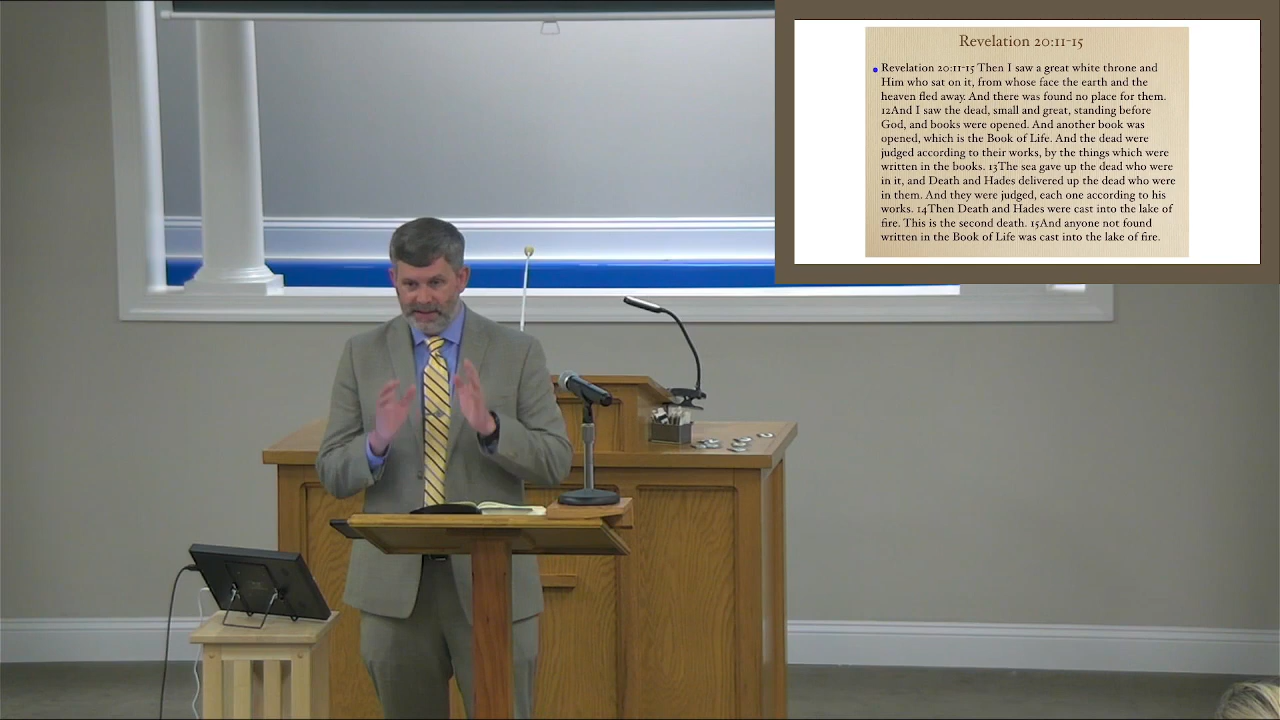 Revelation 20:11-15
Revelation 20:11-15 Then I saw a great white throne and
Him who sat on it, from whose face the earth and the
heaven fled away. And there was found no place for them.
12And I saw the dead, small and great, standing before
God, and books were opened. And another book was
opened, which is the Book of Life. And the dead were
judged according to their works, by the things which were
written in the books. 13The sea gave up the dead who were
in it, and Death and Hades delivered up the dead who were
in them. And they were judged, each one according to his
works. 14Then Death and Hades were cast into the lake of
fire. This is the second death. 15And anyone not found
written in the Book of Life was cast into the lake of fire.